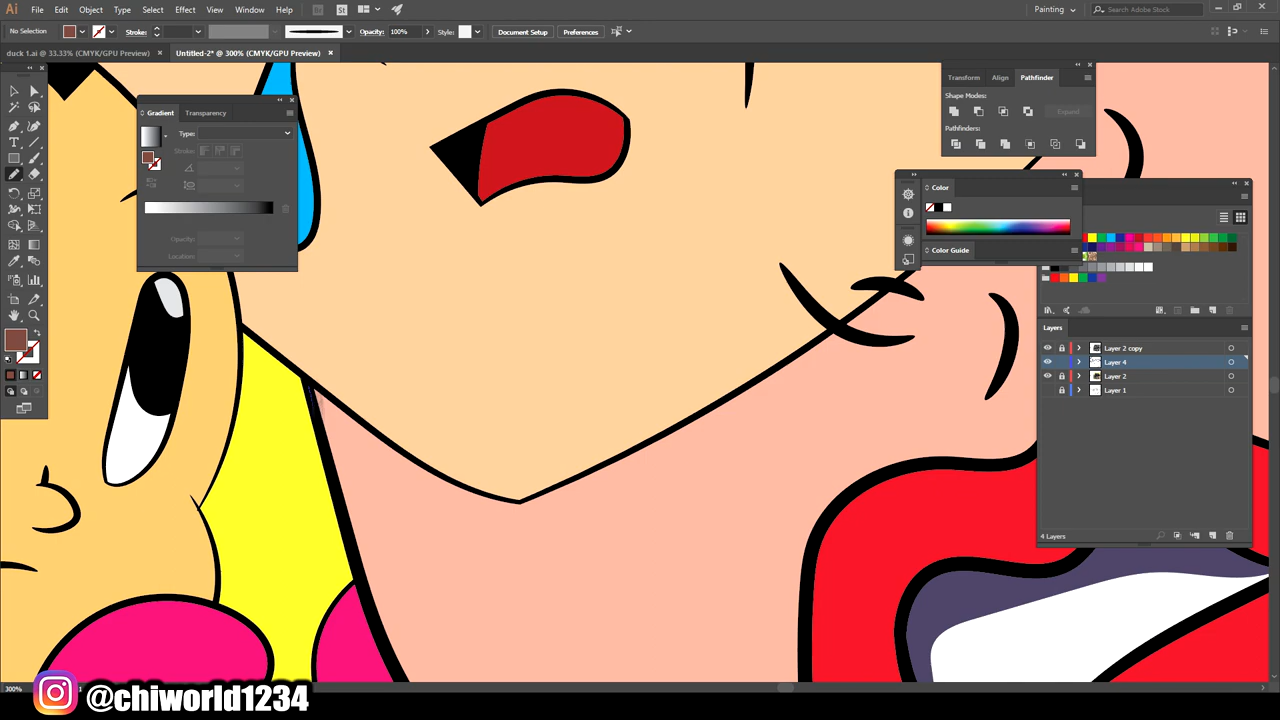 Ai File Edit Object Type Select Effect View Window Help Br St Painting Search Adobe Stock
No Selection Stroke: Opacity: 100% Style: Document Setup Preferences
duck 1.ai @ 33.33% (CMYK/GPU Preview) × Untitled-2* @ 300% (CMYK/GPU Preview) ×
Transform Align Pathfinder
Shape Modes:
Expand
Pathfinders:
Gradient Transparency
Type:
Stroke:
Opacity:
Location:
Color
Color Guide
Layers
Layer 2 copy
Layer 4
Layer 2
Layer 1
4 Layers
300%
@chiworld1234